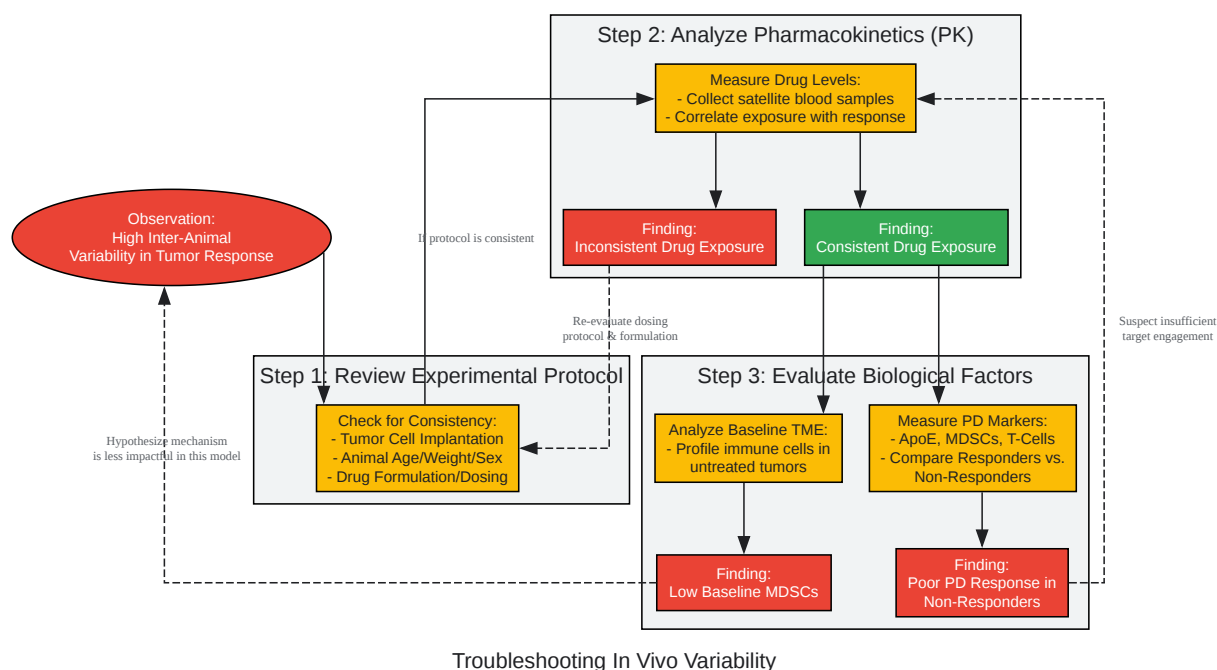 Step 2: Analyze Pharmacokinetics (PK)
Measure Drug Levels:
- Collect satellite blood samples
- Correlate exposure with response
Observation:
High Inter-Animal
Variability in Tumor Response
If protocol is consistent
Finding:
Inconsistent Drug Exposure
Finding:
Consistent Drug Exposure
Re-evaluate dosing
protocol & formulation
Suspect insufficient
target engagement
Step 1: Review Experimental Protocol
Check for Consistency:
- Tumor Cell Implantation
- Animal Age/Weight/Sex
- Drug Formulation/Dosing
Hypothesize mechanism
is less impactful in this model
Step 3: Evaluate Biological Factors
Analyze Baseline TME:
- Profile immune cells in
untreated tumors
Measure PD Markers:
- ApoE, MDSCs, T-Cells
- Compare Responders vs.
Non-Responders
Finding:
Low Baseline MDSCs
Finding:
Poor PD Response in
Non-Responders
Troubleshooting In Vivo Variability